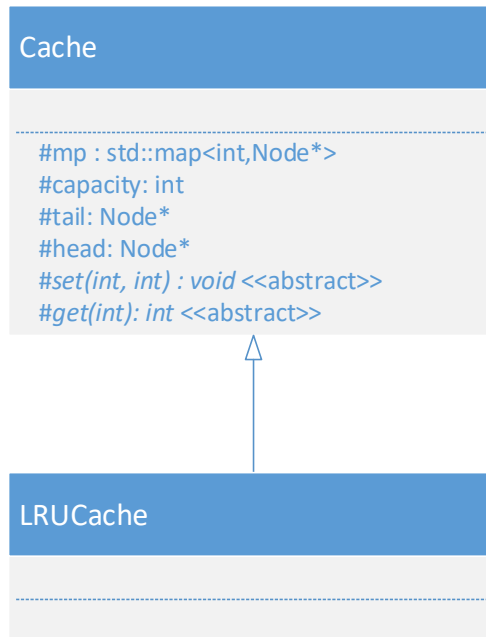 Cache
#mp : std::map<int,Node*>
#capacity: int
#tail: Node*
#head: Node*
#set(int, int) : void <<abstract>>
#get(int): int <<abstract>>
LRUCache